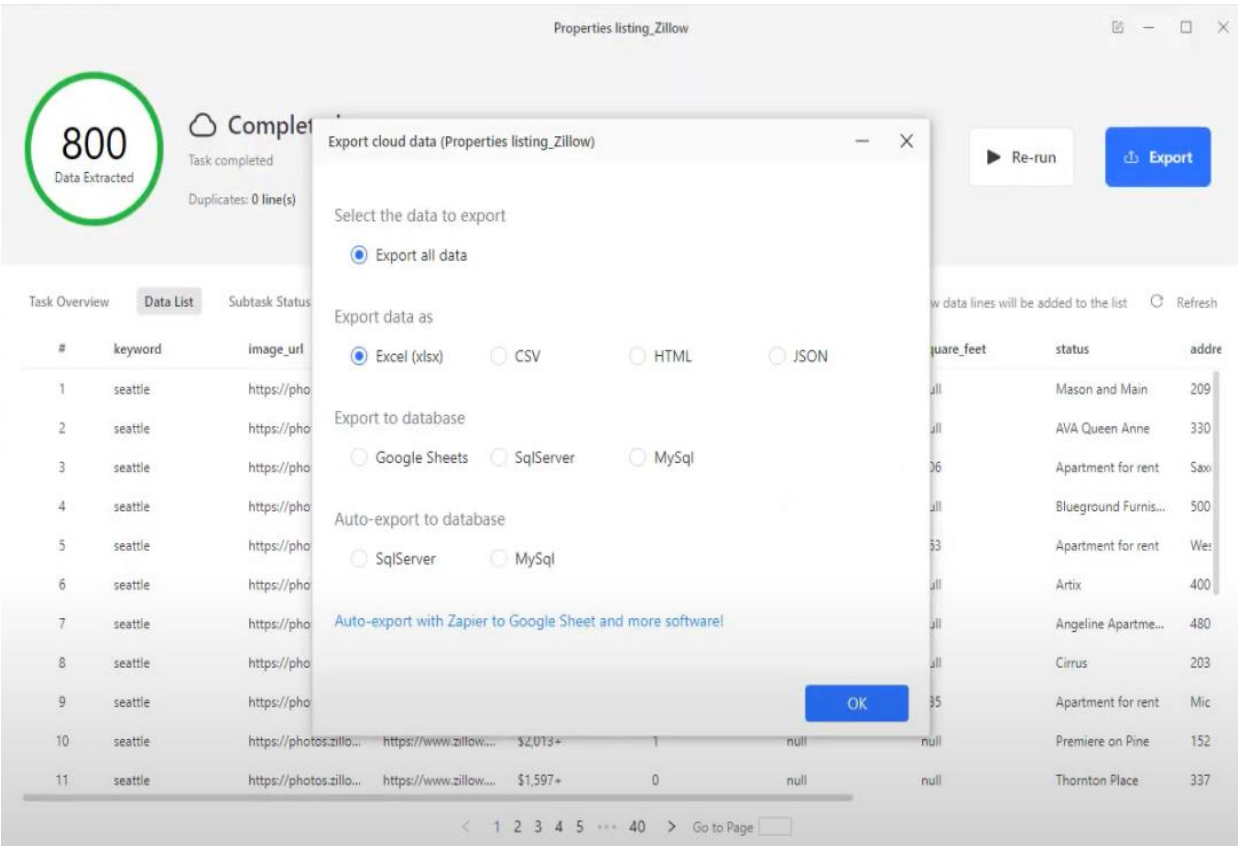 Properties listing_Zillow
800
Data Extracted
Task completed
Duplicates: 0 line(s)
Re-run
Export
Export cloud data (Properties listing_Zillow)
Select the data to export
Export all data
Export data as
Excel (xlsx) CSV HTML JSON
Export to database
Google Sheets SqlServer MySql
Auto-export to database
SqlServer MySql
Auto-export with Zapier to Google Sheet and more software!
OK
Task Overview Data List Subtask Status data lines will be added to the list Refresh
# keyword image_url status
1 seattle https://pho Mason and Main 209
2 seattle https://pho AVA Queen Anne 330
3 seattle https://pho Apartment for rent
4 seattle https://pho Blueground Furnis... 500
5 seattle https://pho Apartment for rent
6 seattle https://pho Artix 400
7 seattle https://pho Angeline Apartme... 480
8 seattle https://pho Cirrus 203
9 seattle https://pho Apartment for rent Mic
10 seattle https://photos.zillo... https://www.zillow.... $2,013+ 1 null null Premiere on Pine 152
11 seattle https://photos.zillo... https://www.zillow.... $1,597+ 0 null null Thornton Place 337
< 1 2 3 4 5 ··· 40 > Go to Page